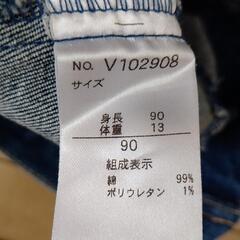 NO. V102908
サイズ
身長 90
体重 13
90
組成表示
綿 99%
ポリウレタン 1%